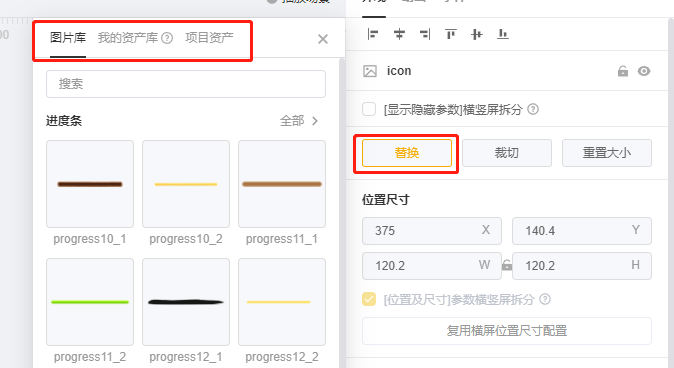 图片库 我的资产库 项目资产
搜索
进度条 全部
progress10_1 progress10_2 progress11_1
progress11_2 progress12_1 progress12_2
icon
[显示隐藏参数]横竖屏拆分
替换 裁切 重置大小
位置尺寸
375 X 140.4 Y
120.2 W 120.2 H
[位置及尺寸]参数横竖屏拆分
复用横屏位置尺寸配置